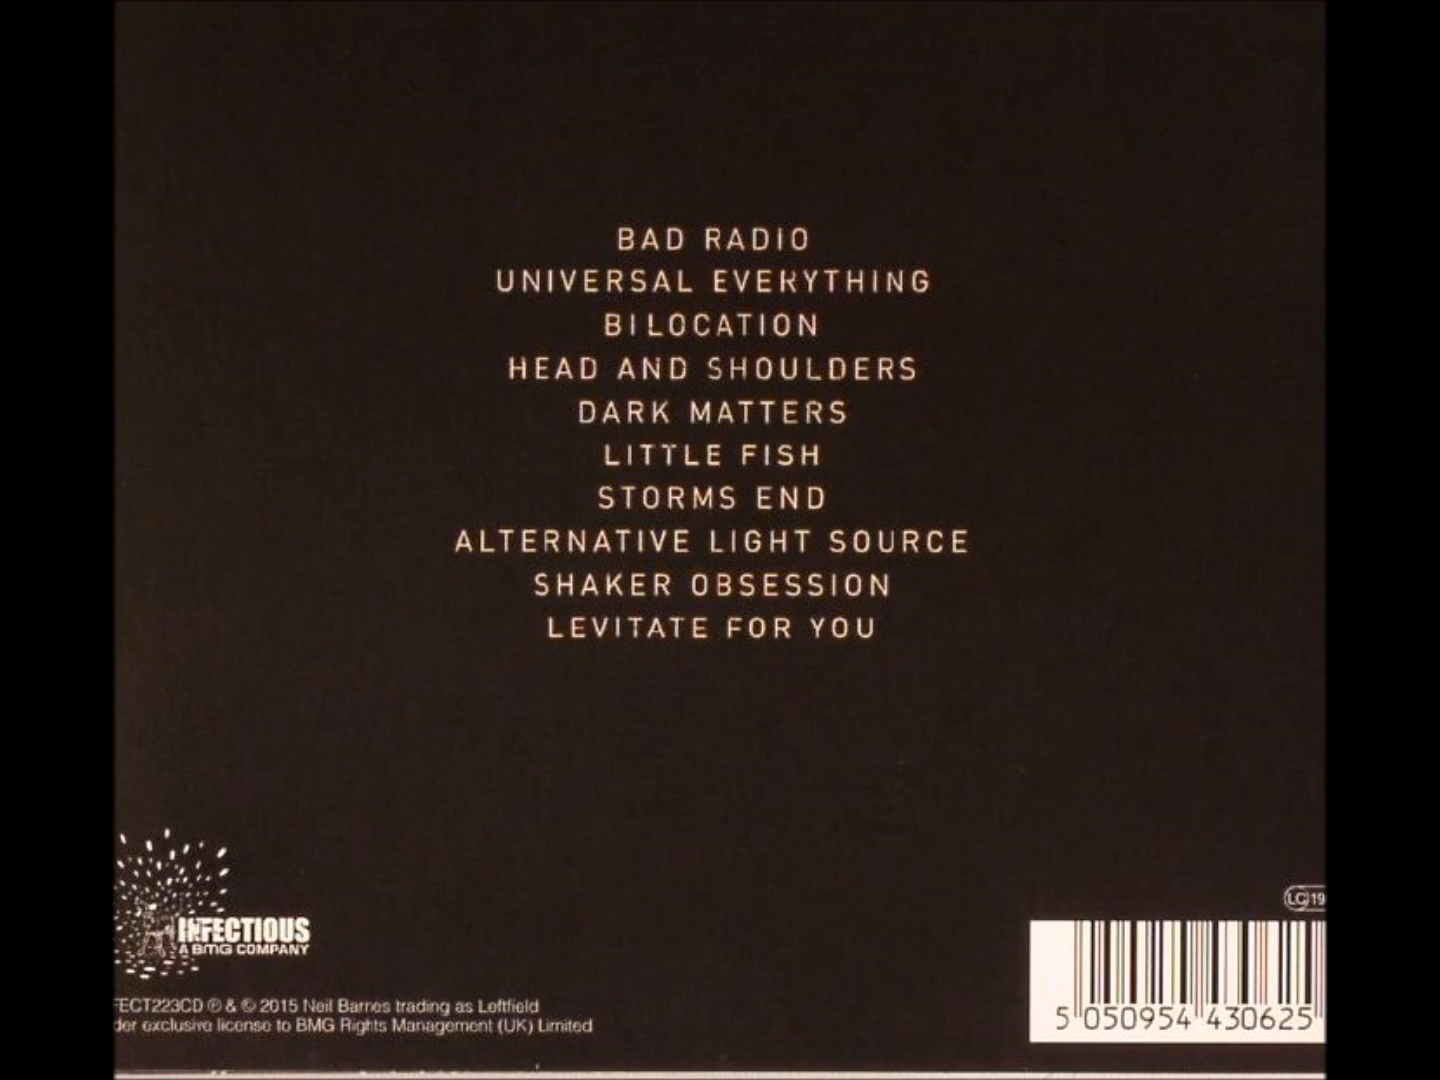 BAD RADIO
UNIVERSAL EVERYTHING
BILOCATION
HEAD AND SHOULDERS
DARK MATTERS
LITTLE FISH
STORMS END
ALTERNATIVE LIGHT SOURCE
SHAKER OBSESSION
LEVITATE FOR YOU
LC 19
INFECTIOUS
A BMG COMPANY
FECT223CD ℗ & © 2015 Neil Barnes trading as Leftfield
der exclusive license to BMG Rights Management (UK) Limited
5 050954 430625